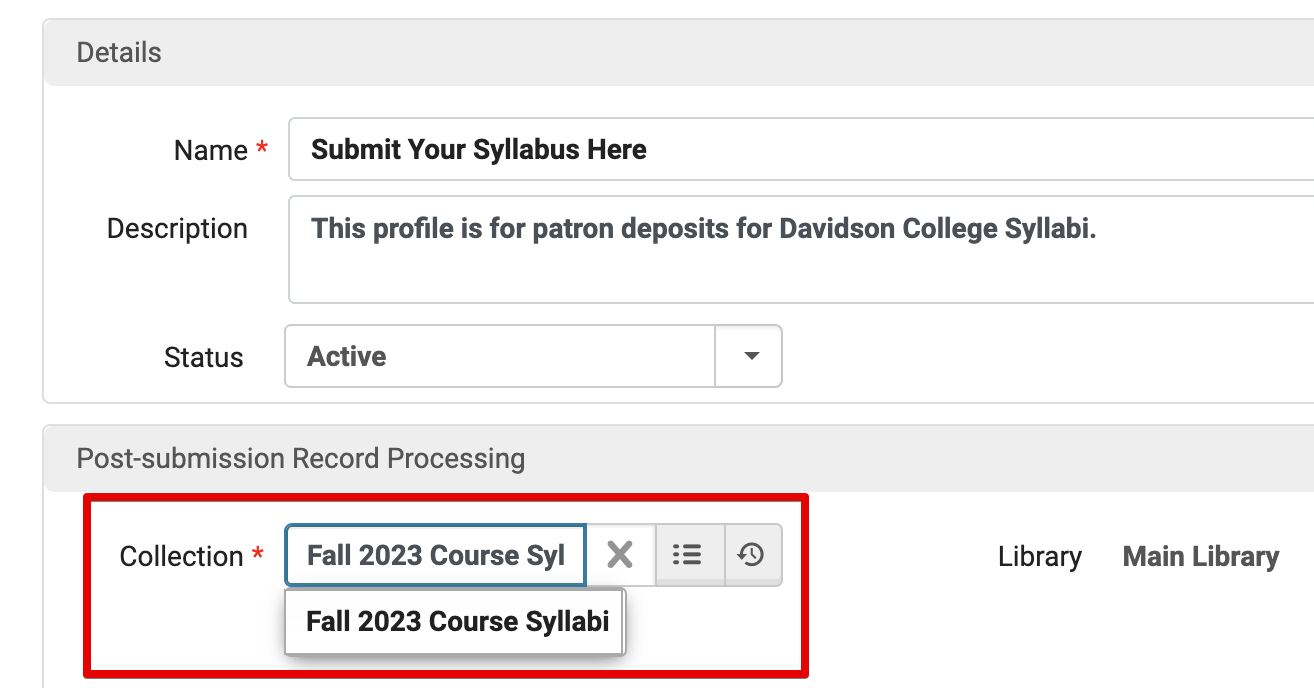 Details
Name *
Submit Your Syllabus Here
Description
This profile is for patron deposits for Davidson College Syllabi.
Status
Active
Post-submission Record Processing
Collection *
Fall 2023 Course Syl
Library
Main Library
Fall 2023 Course Syllabi